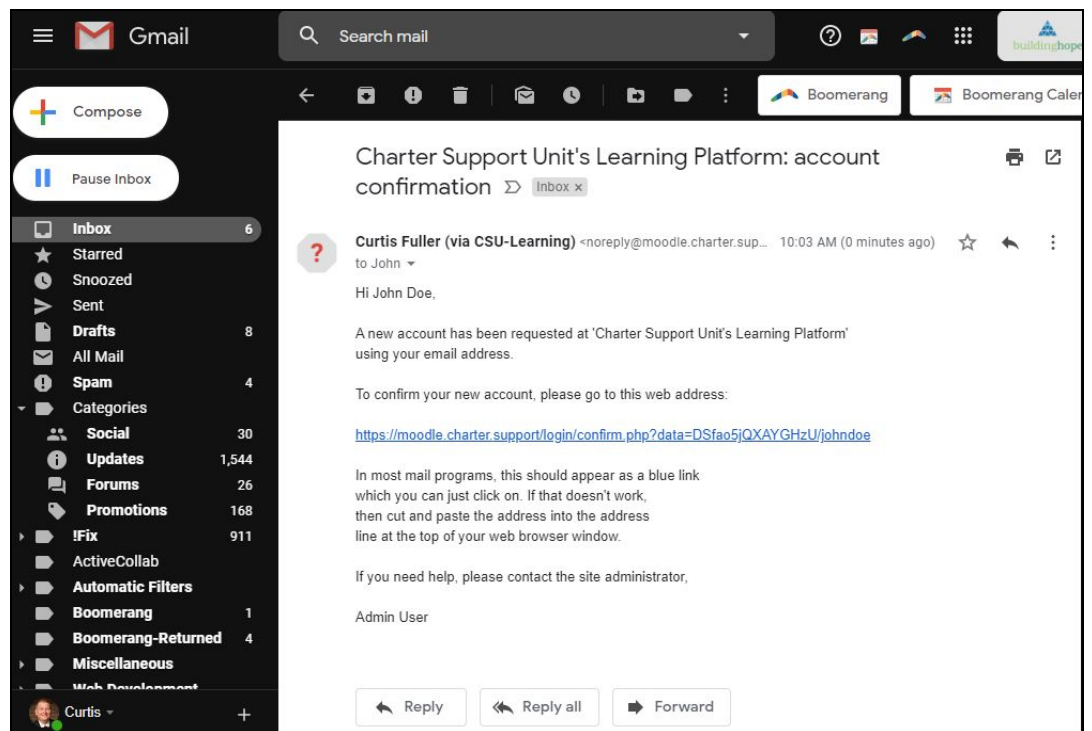 Gmail
Search mail
buildinghope
Compose
Boomerang
Boomerang Caler
Pause Inbox
Charter Support Unit's Learning Platform: account
confirmation Inbox x
Inbox 6
Starred
Snoozed
Sent
Drafts 8
All Mail
Spam 4
Categories
Social 30
Updates 1,544
Forums 26
Promotions 168
!Fix 911
ActiveCollab
Automatic Filters
Boomerang 1
Boomerang-Returned 4
Miscellaneous
Web Development
Curtis
?
Curtis Fuller (via CSU-Learning) <noreply@moodle.charter.sup... 10:03 AM (0 minutes ago)
to John
Hi John Doe,
A new account has been requested at 'Charter Support Unit's Learning Platform'
using your email address.
To confirm your new account, please go to this web address:
https://moodle.charter.support/login/confirm.php?data=DSfao5jQXAYGHzU/johndoe
In most mail programs, this should appear as a blue link
which you can just click on. If that doesn't work,
then cut and paste the address into the address
line at the top of your web browser window.
If you need help, please contact the site administrator,
Admin User
Reply
Reply all
Forward